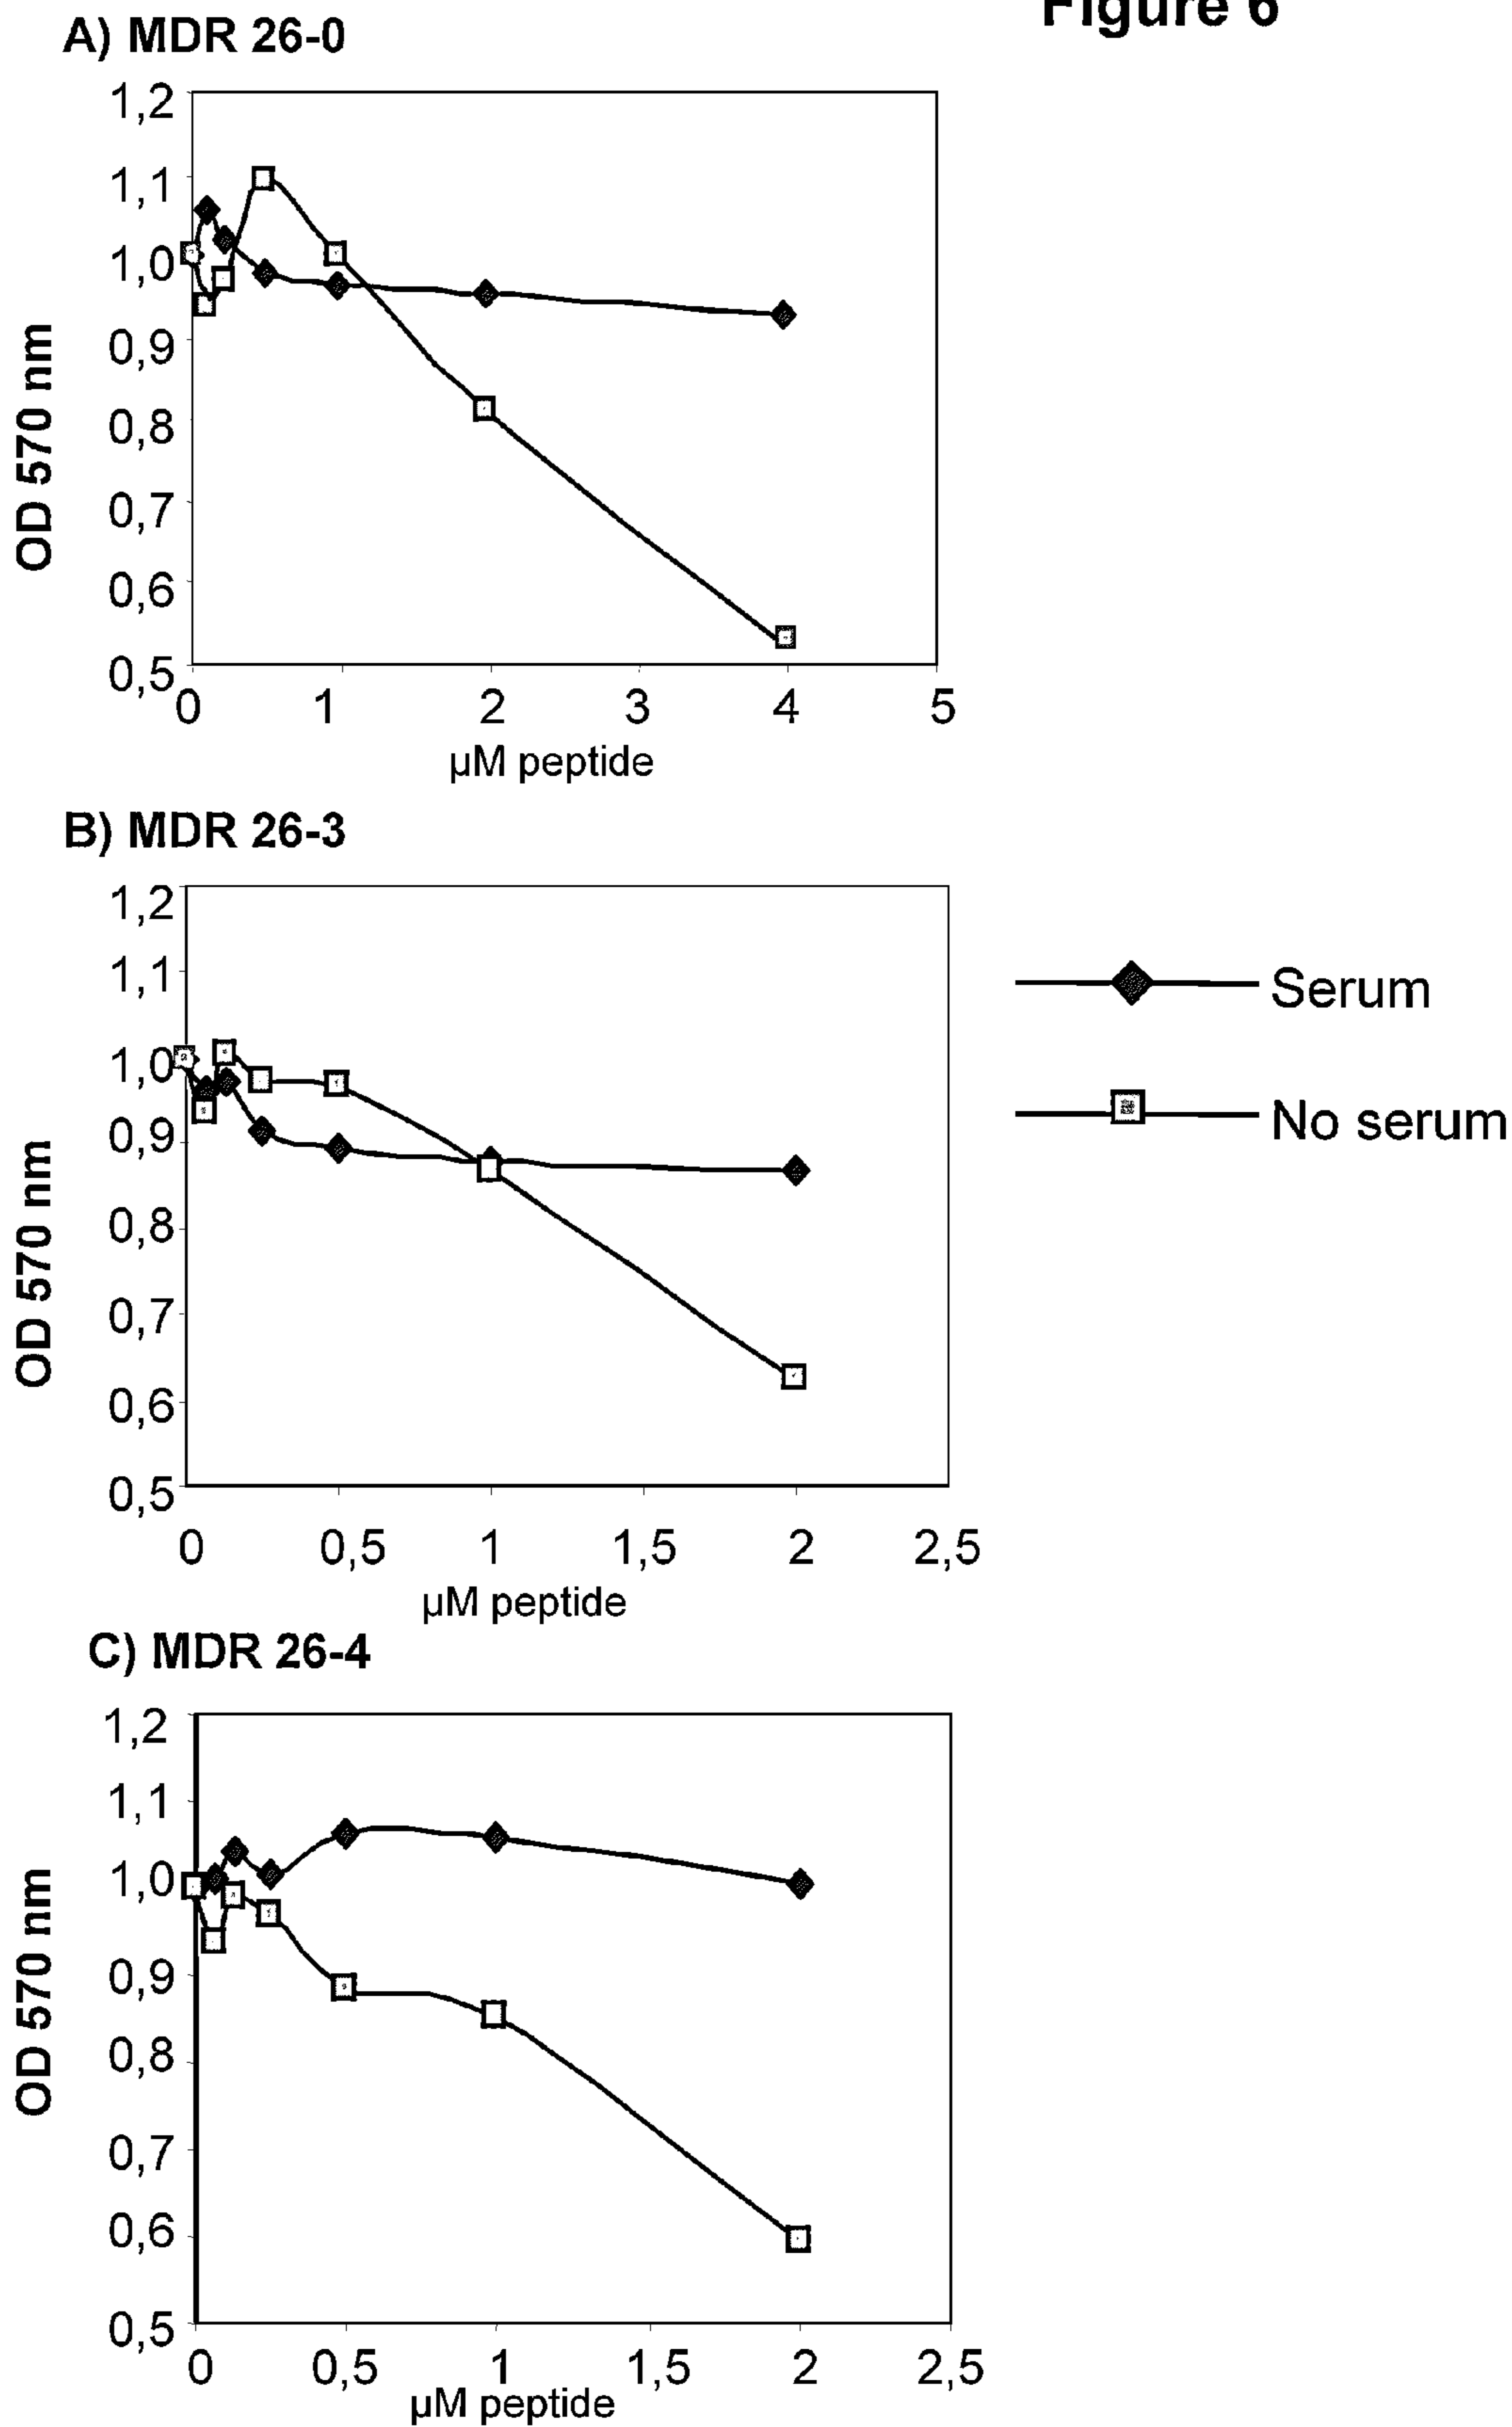 Figure 6
A) MDR 26-0
1,2
1,1
1,0
0,9
0,8
0,7
0,6
0,5
OD 570 nm
0 1 2 3 4 5
µM peptide
B) MDR 26-3
1,2
1,1
1,0
0,9
0,8
0,7
0,6
0,5
OD 570 nm
0 0,5 1 1,5 2 2,5
µM peptide
Serum
No serum
C) MDR 26-4
1,2
1,1
1,0
0,9
0,8
0,7
0,6
0,5
OD 570 nm
0 0,5 1 1,5 2 2,5
µM peptide